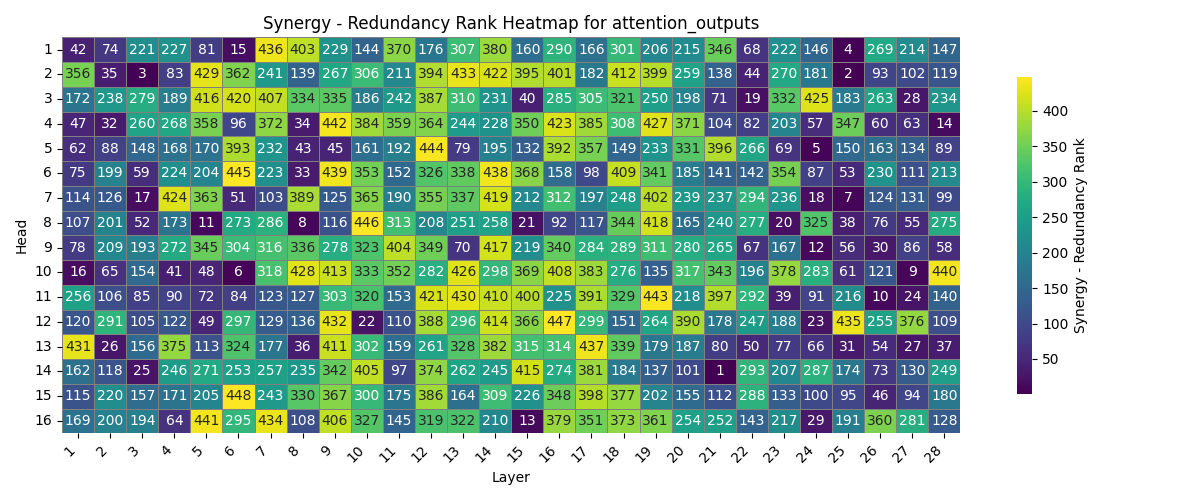 Synergy - Redundancy Rank Heatmap for attention_outputs
1 42 74 221 227 81 15 436 403 229 144 370 176 307 380 160 290 166 301 206 215 346 68 222 146 4 269 214 147
2 356 35 3 83 429 362 241 139 267 306 211 394 433 422 395 401 182 412 399 259 138 44 270 181 2 93 102 119
3 172 238 279 189 416 420 407 334 335 186 242 387 310 231 40 285 305 321 250 198 71 19 332 425 183 263 28 234
4 47 32 260 268 358 96 372 34 442 384 359 364 244 228 350 423 385 308 427 371 104 82 203 57 347 60 63 14
5 62 88 148 168 170 393 232 43 45 161 192 444 79 195 132 392 357 149 233 331 396 266 69 5 150 163 134 89
6 75 199 59 224 204 445 223 33 439 353 152 326 338 438 368 158 98 409 341 185 141 142 354 87 53 230 111 213
7 114 126 17 424 363 51 103 389 125 365 190 355 337 419 212 312 197 248 402 239 237 294 236 18 7 124 131 99
8 107 201 52 173 11 273 286 8 116 446 313 208 251 258 21 92 117 344 418 165 240 277 20 325 38 76 55 275
9 78 209 193 272 345 304 316 336 278 323 404 349 70 417 219 340 284 289 311 280 265 67 167 12 56 30 86 58
10 16 65 154 41 48 6 318 428 413 333 352 282 426 298 369 408 383 276 135 317 343 196 378 283 61 121 9 440
11 256 106 85 90 72 84 123 127 303 320 153 421 430 410 400 225 391 329 443 218 397 292 39 91 216 10 24 140
12 120 291 105 122 49 297 129 136 432 22 110 388 296 414 366 447 299 151 264 390 178 247 188 23 435 255 376 109
13 431 26 156 375 113 324 177 36 411 302 159 261 328 382 315 314 437 339 179 187 80 50 77 66 31 54 27 37
14 162 118 25 246 271 253 257 235 342 405 97 374 262 245 415 274 381 184 137 101 1 293 207 287 174 73 130 249
15 115 220 157 171 205 448 243 330 367 300 175 386 164 309 226 348 398 377 202 155 112 288 133 100 95 46 94 180
16 169 200 194 64 441 295 434 108 406 327 145 319 322 210 13 379 351 373 361 254 252 143 217 29 191 360 281 128
1 2 3 4 5 6 7 8 9 10 11 12 13 14 15 16 17 18 19 20 21 22 23 24 25 26 27 28
Layer
Head
400
350
300
250
200
150
100
50
Synergy - Redundancy Rank